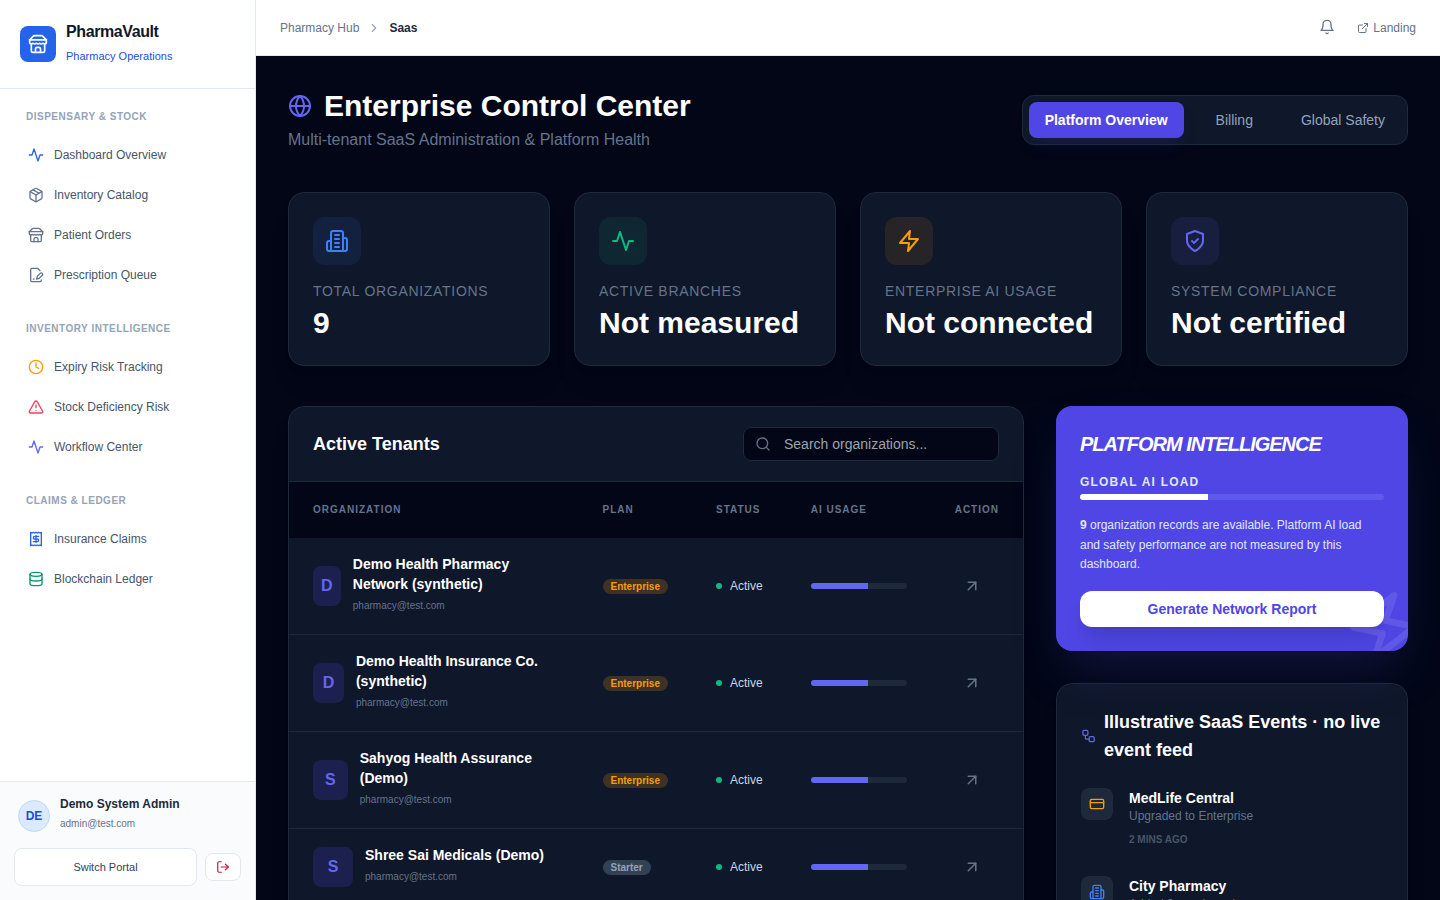 PharmaVault
Pharmacy Operations
DISPENSARY & STOCK
Dashboard Overview
Inventory Catalog
Patient Orders
Prescription Queue
INVENTORY INTELLIGENCE
Expiry Risk Tracking
Stock Deficiency Risk
Workflow Center
CLAIMS & LEDGER
Insurance Claims
Blockchain Ledger
DE
Demo System Admin
admin@test.com
Switch Portal
Pharmacy Hub
Saas
Landing
Enterprise Control Center
Multi-tenant SaaS Administration & Platform Health
Platform Overview
Billing
Global Safety
TOTAL ORGANIZATIONS
9
ACTIVE BRANCHES
Not measured
ENTERPRISE AI USAGE
Not connected
SYSTEM COMPLIANCE
Not certified
Active Tenants
Search organizations...
ORGANIZATION PLAN STATUS AI USAGE ACTION
D
Demo Health Pharmacy
Network (synthetic)
pharmacy@test.com
Enterprise
Active
D
Demo Health Insurance Co.
(synthetic)
pharmacy@test.com
Enterprise
Active
S
Sahyog Health Assurance
(Demo)
pharmacy@test.com
Enterprise
Active
S
Shree Sai Medicals (Demo)
pharmacy@test.com
Starter
Active
PLATFORM INTELLIGENCE
GLOBAL AI LOAD
9 organization records are available. Platform AI load
and safety performance are not measured by this
dashboard.
Generate Network Report
Illustrative SaaS Events · no live
event feed
MedLife Central
Upgraded to Enterprise
2 MINS AGO
City Pharmacy